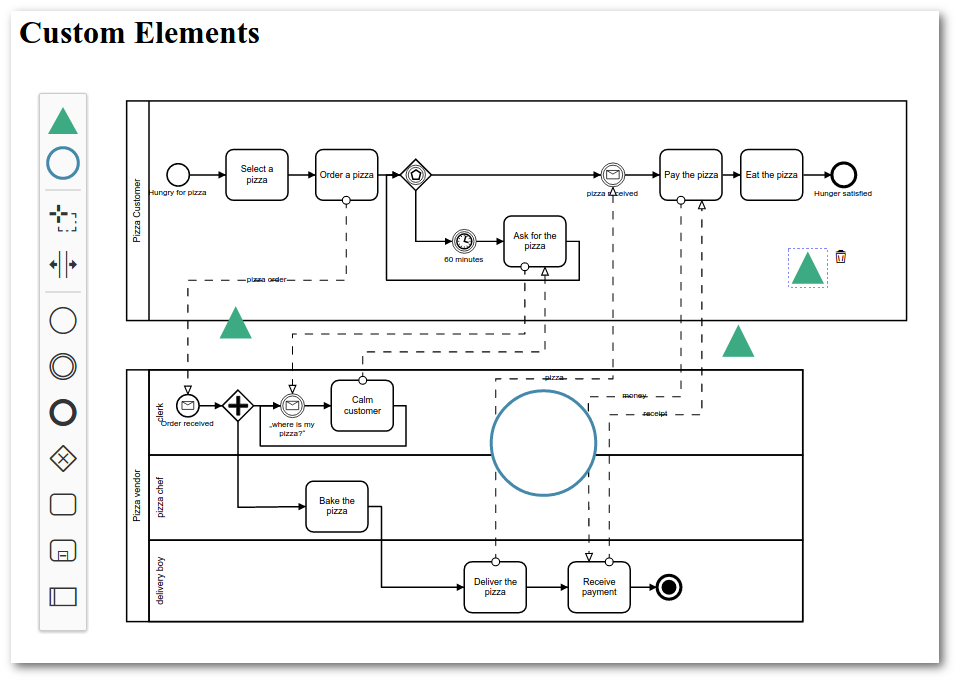 Custom Elements
Pizza Customer
Hungry for pizza
Select a
pizza
Order a pizza
pizza received
Pay the pizza
Eat the pizza
Hunger satisfied
60 minutes
Ask for the
pizza
pizza order
Pizza vendor
clerk
Order received
„where is my
pizza?“
Calm
customer
pizza
money
receipt
pizza chef
Bake the
pizza
delivery boy
Deliver the
pizza
Receive
payment